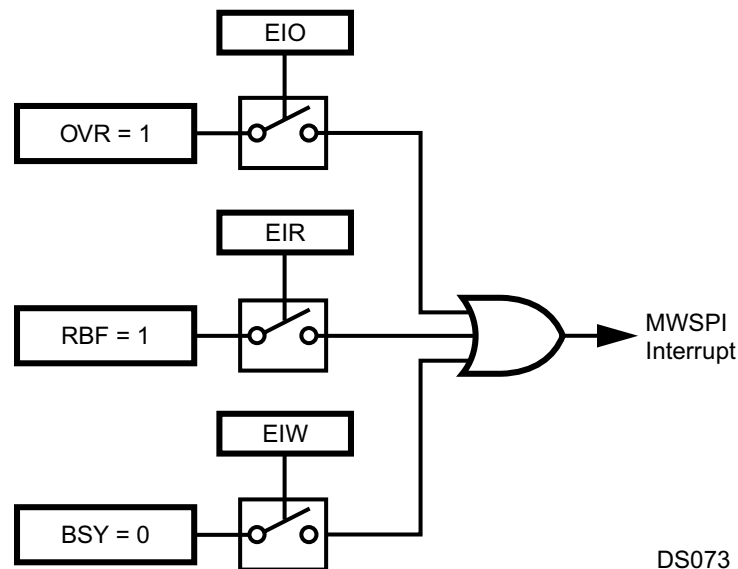 EIO
OVR = 1
EIR
RBF = 1
MWSPI
Interrupt
EIW
BSY = 0
DS073